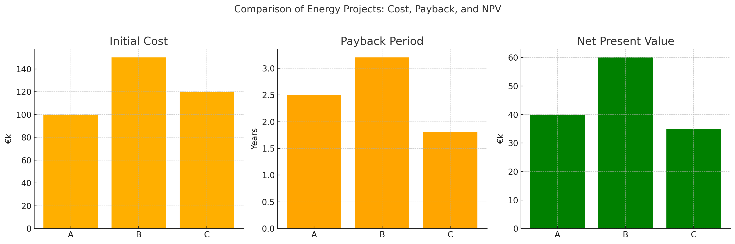 Comparison of Energy Projects: Cost, Payback, and NPV
Initial Cost
€k
140
120
100
80
60
40
20
0
A B C
Payback Period
Years
3.0
2.5
2.0
1.5
1.0
0.5
0.0
A B C
Net Present Value
€k
60
50
40
30
20
10
0
A B C